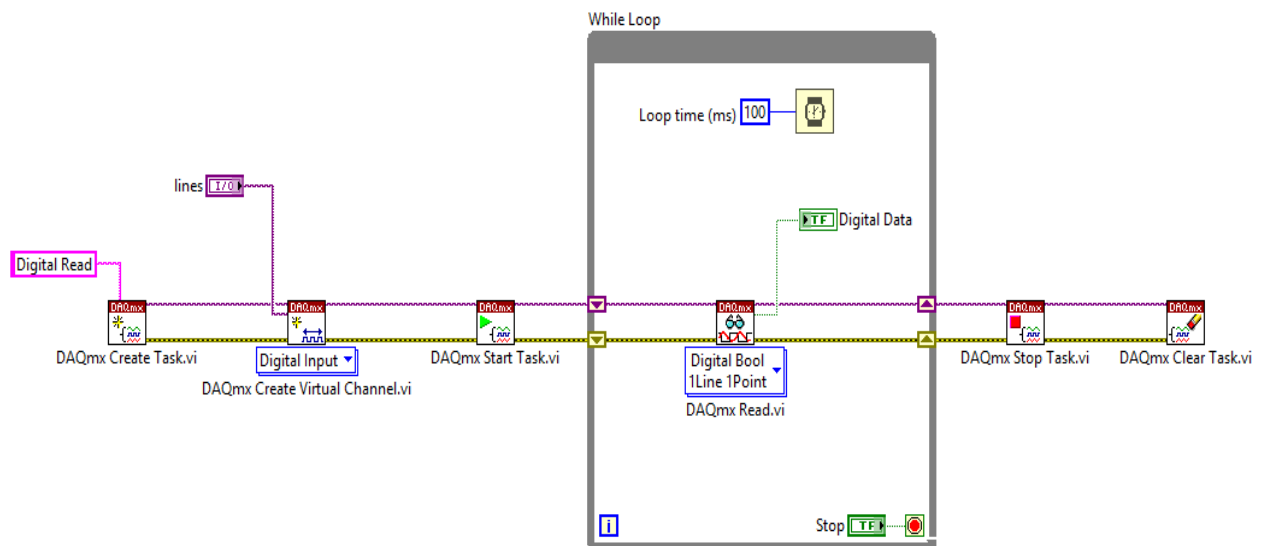 While Loop
Loop time (ms) 100
lines I/O
TF Digital Data
Digital Read
DAQmx
DAQmx
DAQmx
DAQmx
DAQmx
DAQmx
DAQmx Create Task.vi
Digital Input
DAQmx Create Virtual Channel.vi
DAQmx Start Task.vi
Digital Bool
1Line 1Point
DAQmx Read.vi
DAQmx Stop Task.vi
DAQmx Clear Task.vi
i
Stop TF